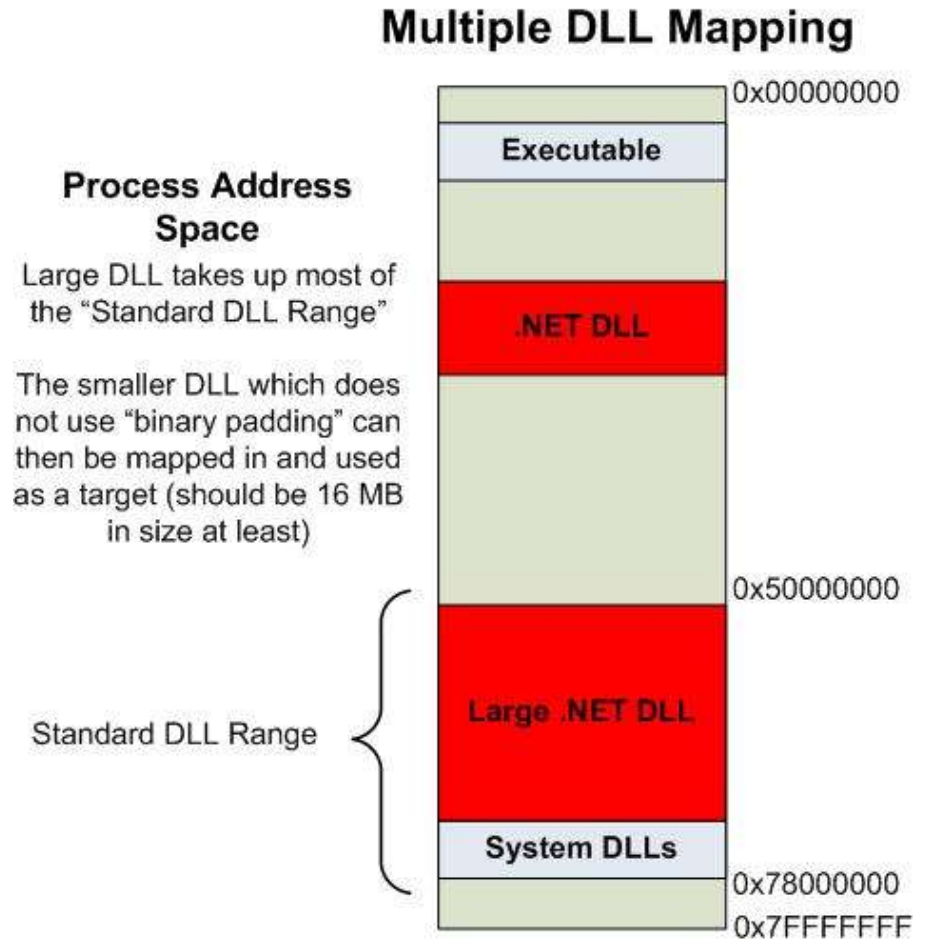 Multiple DLL Mapping
Process Address
Space
Large DLL takes up most of
the “Standard DLL Range”
The smaller DLL which does
not use “binary padding” can
then be mapped in and used
as a target (should be 16 MB
in size at least)
Standard DLL Range
0x00000000
Executable
.NET DLL
0x50000000
Large .NET DLL
System DLLs
0x78000000
0x7FFFFFFF